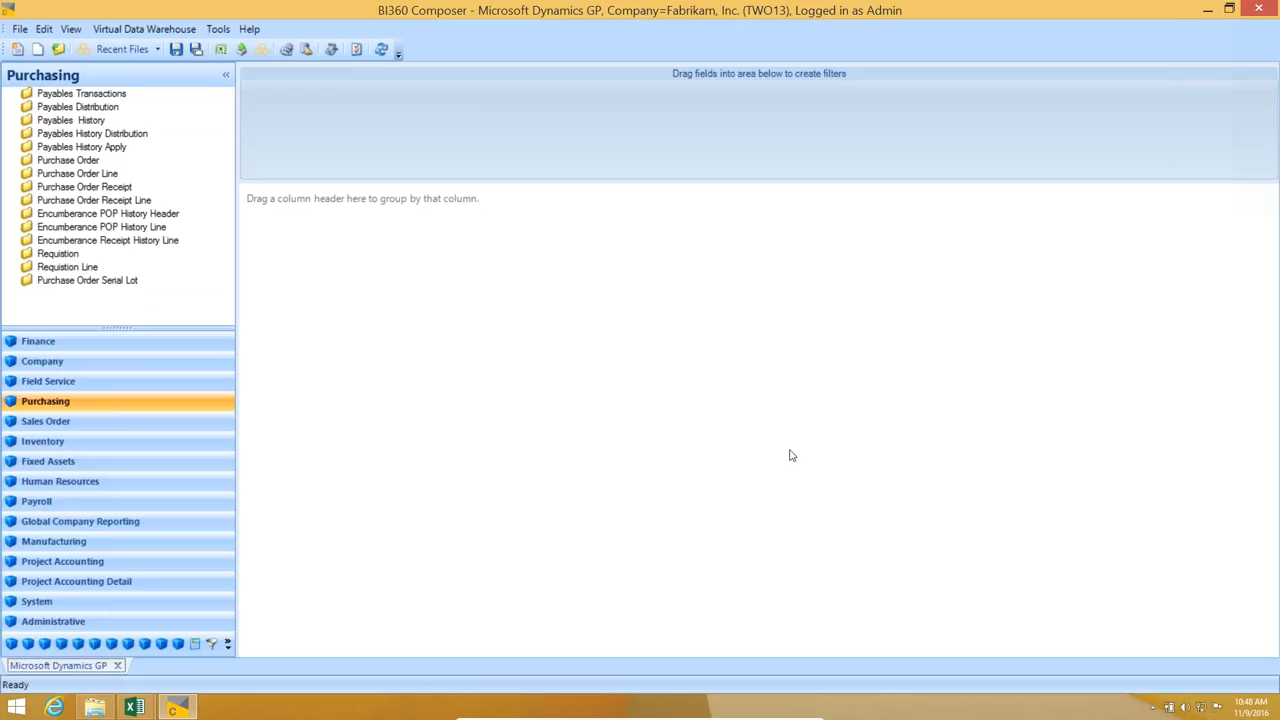 BI360 Composer - Microsoft Dynamics GP, Company=Fabrikam, Inc. (TWO13), Logged in as Admin
File Edit View Virtual Data Warehouse Tools Help
Recent Files
Purchasing
Drag fields into area below to create filters
Payables Transactions
Payables Distribution
Payables History
Payables History Distribution
Payables History Apply
Purchase Order
Purchase Order Line
Purchase Order Receipt
Purchase Order Receipt Line
Encumberance POP History Header
Encumberance POP History Line
Encumberance Receipt History Line
Requistion
Requistion Line
Purchase Order Serial Lot
Drag a column header here to group by that column.
Finance
Company
Field Service
Purchasing
Sales Order
Inventory
Fixed Assets
Human Resources
Payroll
Global Company Reporting
Manufacturing
Project Accounting
Project Accounting Detail
System
Administrative
Microsoft Dynamics GP
Ready
10:48 AM
11/9/2016